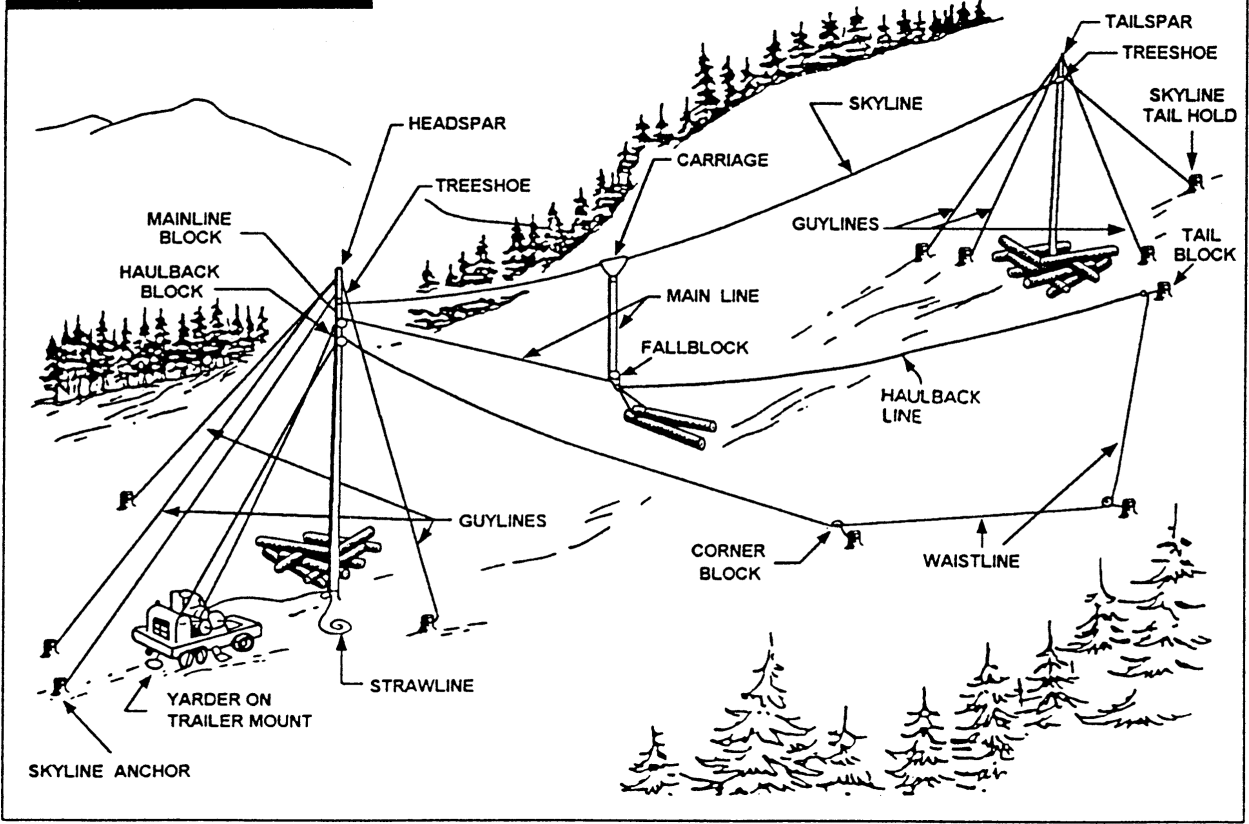 TAILSPAR
TREESHOE
SKYLINE
SKYLINE
TAIL HOLD
HEADSPAR
CARRIAGE
TREESHOE
MAINLINE
BLOCK
HAULBACK
BLOCK
GUYLINES
TAIL
BLOCK
MAIN LINE
FALLBLOCK
HAULBACK
LINE
GUYLINES
CORNER
BLOCK
WAISTLINE
STRAWLINE
YARDER ON
TRAILER MOUNT
SKYLINE ANCHOR